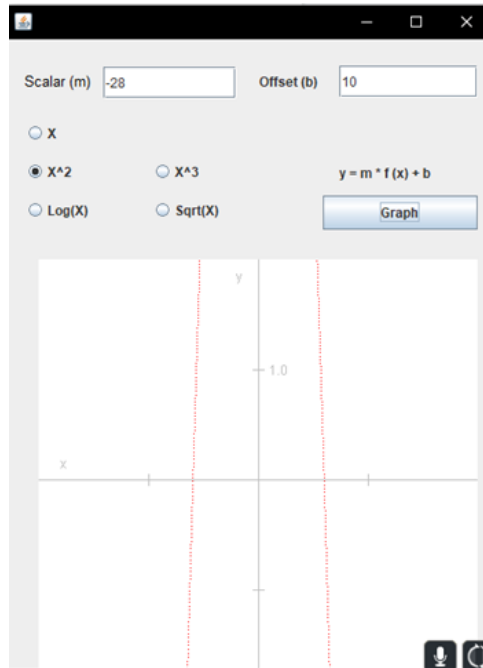 Scalar (m) -28 Offset (b) 10
X
X^2 X^3 y = m * f (x) + b
Log(X) Sqrt(X) Graph
y
1.0
x